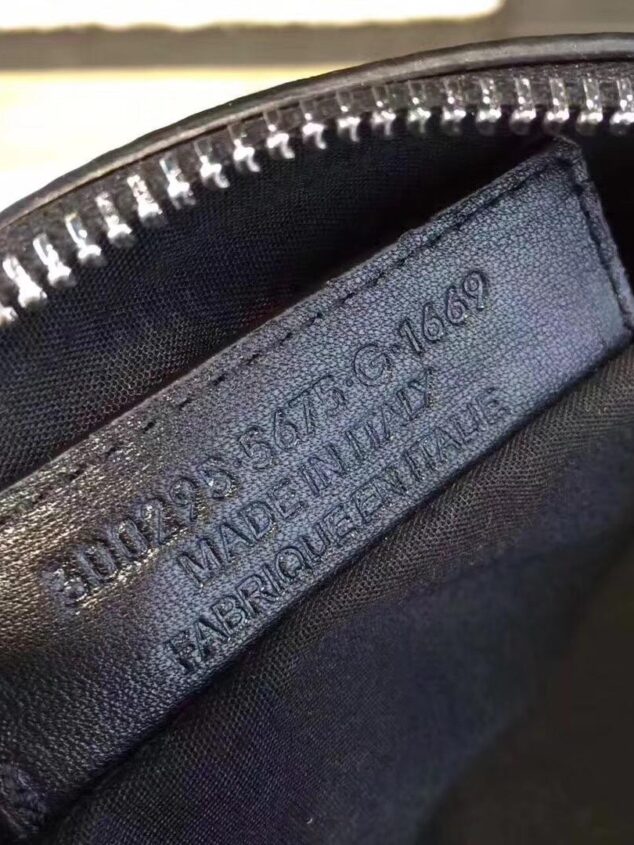 300295·5675·G·1669
MADE IN ITALY
FABRIQUE EN ITALIE